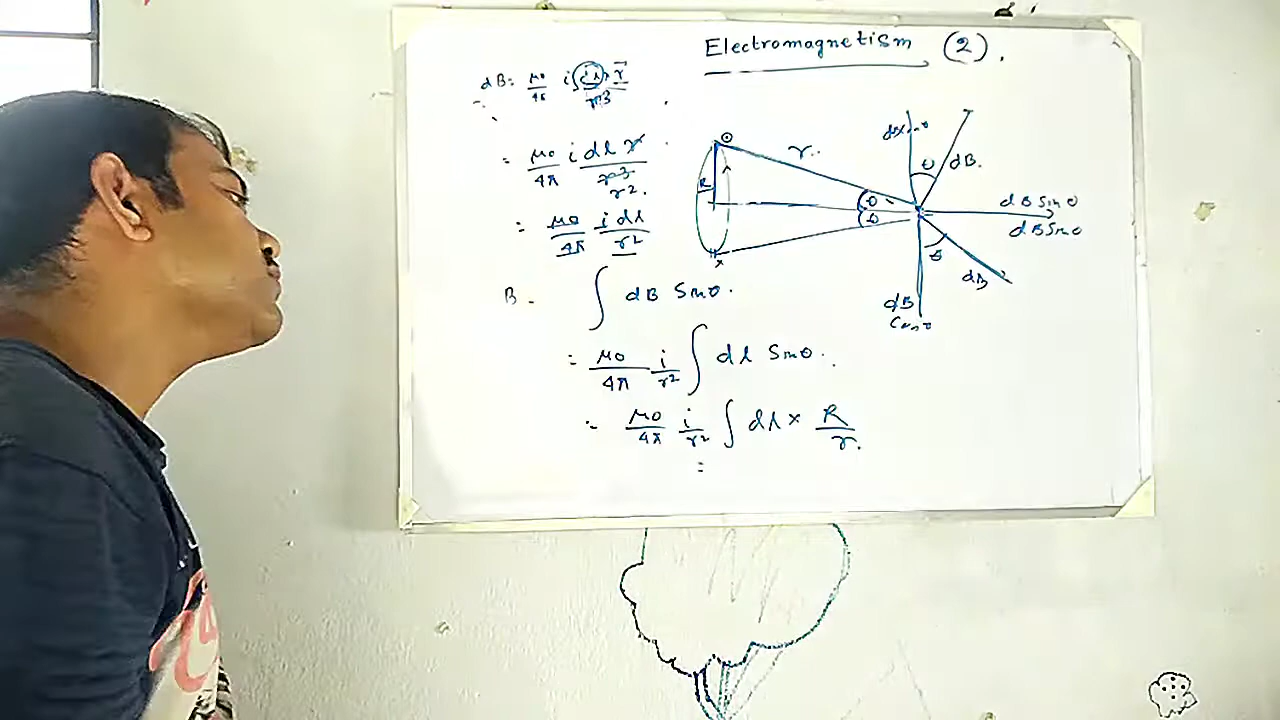 Electromagnetism (2).
dB = μ0/4π i dl × r⃗ / r3
= μ0/4π i dl r / r3
r2.
= μ0/4π i dl / r2
B = ∫ dB Sinθ.
= μ0/4π i/r2 ∫ dl Sinθ.
= μ0/4π i/r2 ∫ dl × R/r.
=
r.
R
θ
θ
x
θ
dB.
dB Sinθ
dB Sinθ
θ
dB
dB
Cosθ